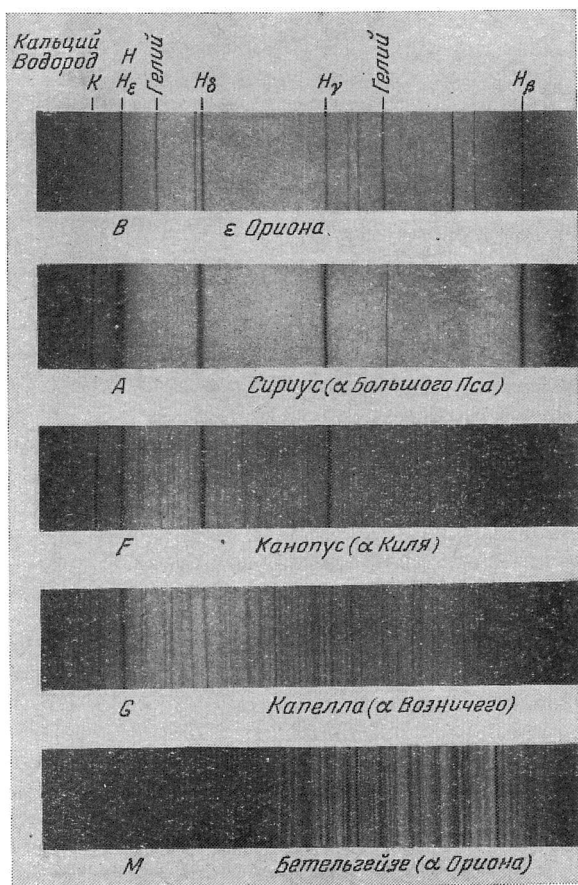 Кальций H
Водород
K Hε Гелий Hδ Hγ Гелий Hβ
B ε Ориона.
A Сириус (α Большого Пса)
F Канопус (α Киля)
G Капелла (α Возничего)
M Бетельгейзе (α Ориона)